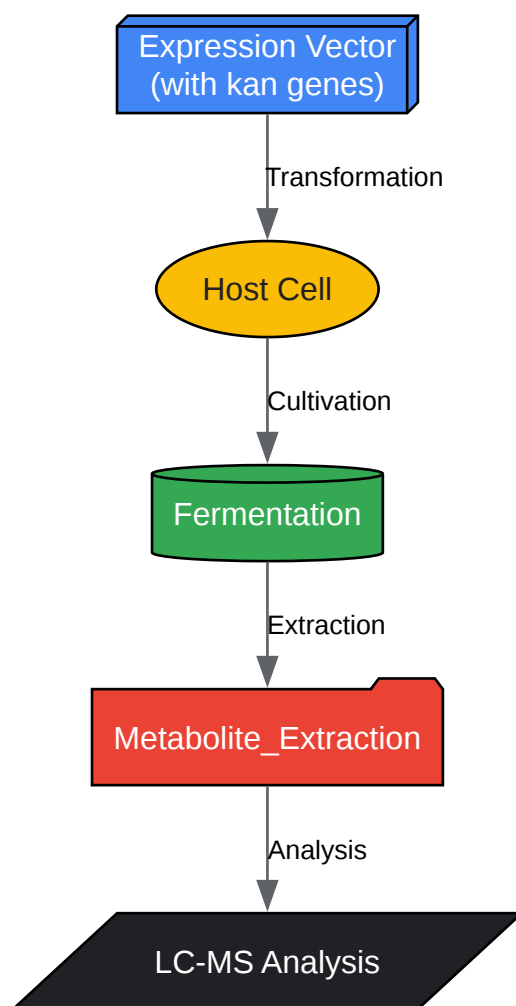 Expression Vector
(with kan genes)
Transformation
Host Cell
Cultivation
Fermentation
Extraction
Metabolite_Extraction
Analysis
LC-MS Analysis